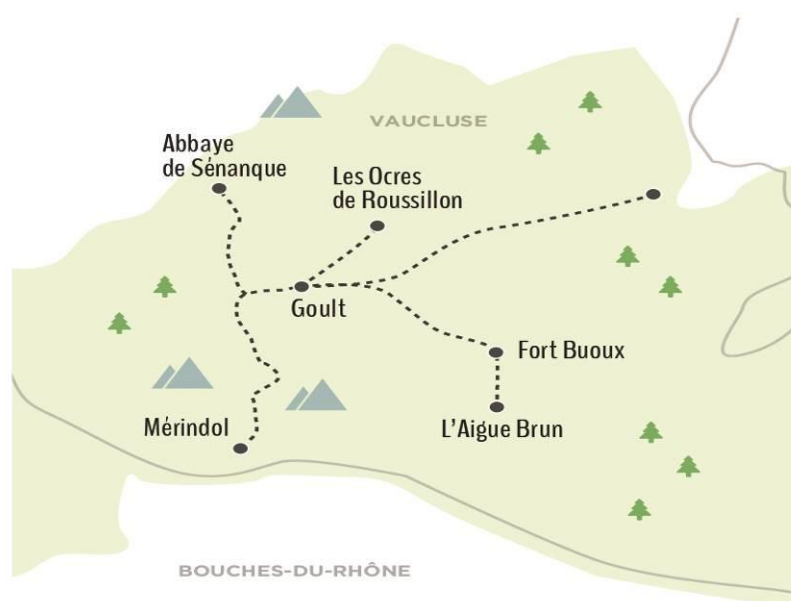 VAUCLUSE
Abbaye
de Sénanque
Les Ocres
de Roussillon
Goult
Fort Buoux
Mérindol
L'Aigue Brun
BOUCHES-DU-RHÔNE